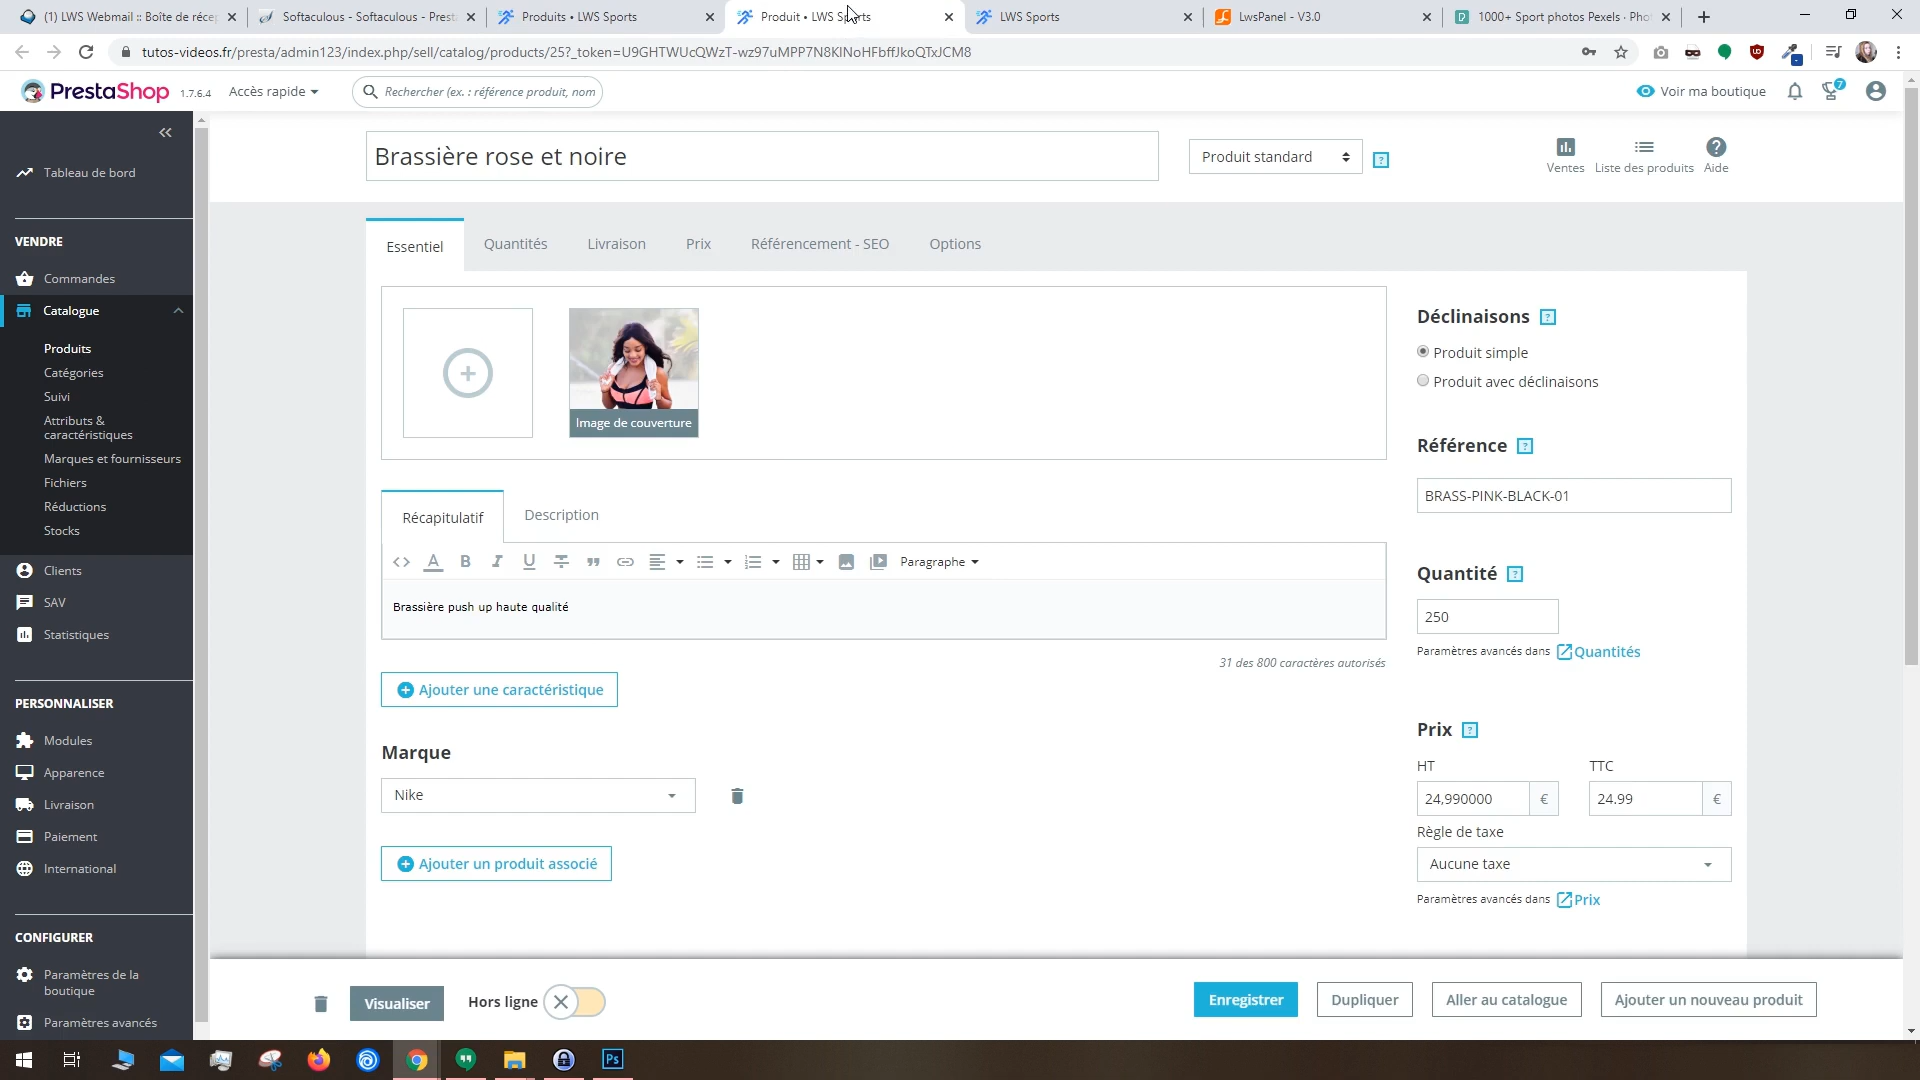 (1) LWS Webmail :: Boîte de récep
Softaculous - Softaculous - Presta
Produits • LWS Sports
Produit • LWS Sports
LWS Sports
LwsPanel - V3.0
1000+ Sport photos Pexels · Pho
tutos-videos.fr/presta/admin123/index.php/sell/catalog/products/25?_token=U9GHTWUcQWzT-wz97uMPP7N8KlNoHFbffJkoQTxJCM8
PrestaShop 1.7.6.4
Accès rapide
Rechercher (ex. : référence produit, nom
Voir ma boutique
7
Brassière rose et noire
Produit standard
?
Ventes
Liste des produits
Aide
Tableau de bord
VENDRE
Commandes
Catalogue
Produits
Catégories
Suivi
Attributs &
caractéristiques
Marques et fournisseurs
Fichiers
Réductions
Stocks
Clients
SAV
Statistiques
PERSONNALISER
Modules
Apparence
Livraison
Paiement
International
CONFIGURER
Paramètres de la
boutique
Paramètres avancés
Essentiel
Quantités
Livraison
Prix
Référencement - SEO
Options
Image de couverture
Récapitulatif
Description
Paragraphe
Brassière push up haute qualité
31 des 800 caractères autorisés
Ajouter une caractéristique
Marque
Nike
Ajouter un produit associé
Déclinaisons ?
Produit simple
Produit avec déclinaisons
Référence ?
BRASS-PINK-BLACK-01
Quantité ?
250
Paramètres avancés dans Quantités
Prix ?
HT
TTC
24,990000 €
24.99 €
Règle de taxe
Aucune taxe
Paramètres avancés dans Prix
Visualiser
Hors ligne
Enregistrer
Dupliquer
Aller au catalogue
Ajouter un nouveau produit
Ps